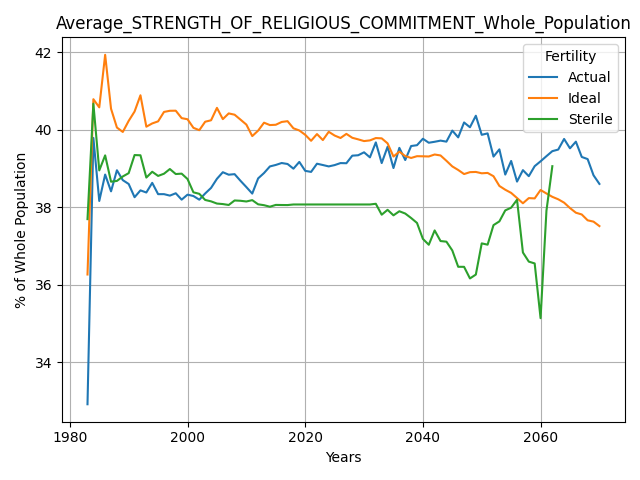 Average_STRENGTH_OF_RELIGIOUS_COMMITMENT_Whole_Population
Fertility
Actual
Ideal
Sterile
% of Whole Population
42
40
38
36
34
1980
2000
2020
2040
2060
Years